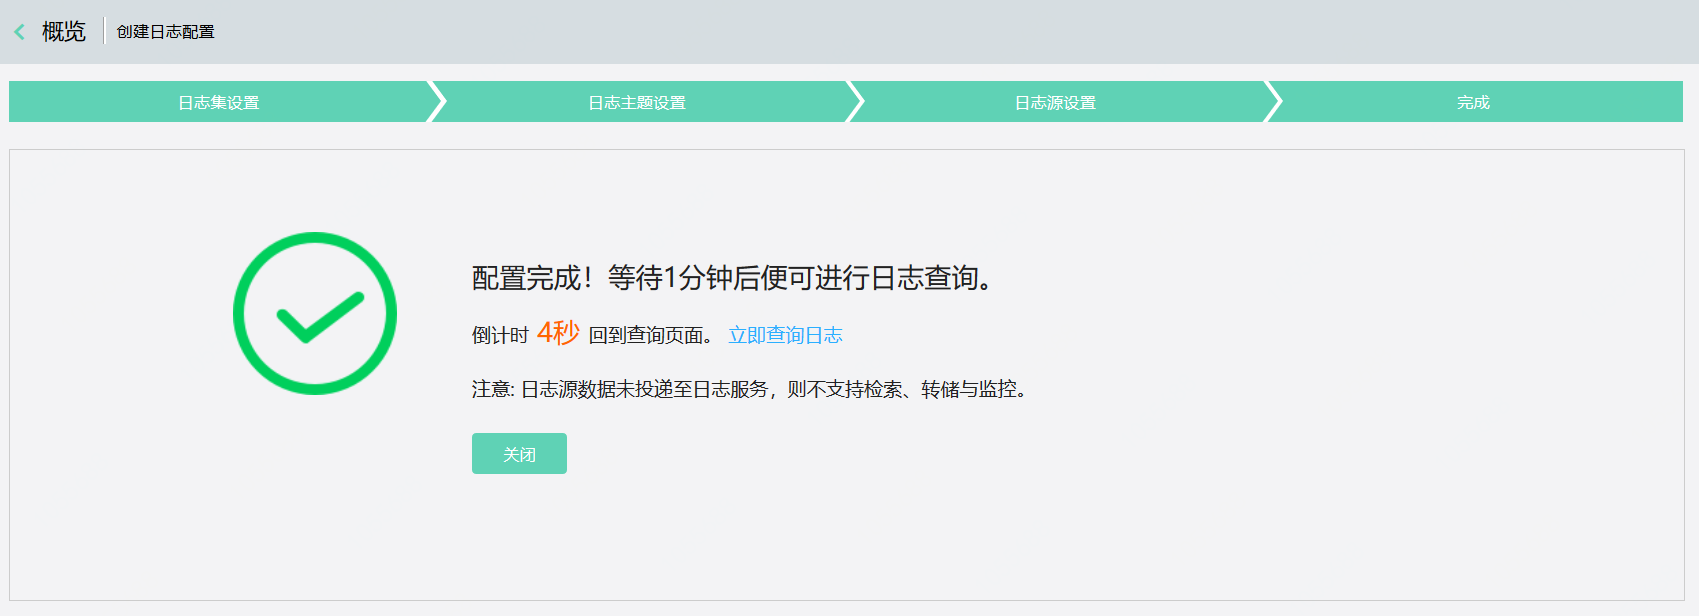 概览 创建日志配置
日志集设置 日志主题设置 日志源设置 完成
配置完成！等待1分钟后便可进行日志查询。
倒计时 4秒 回到查询页面。 立即查询日志
注意: 日志源数据未投递至日志服务，则不支持检索、转储与监控。
关闭